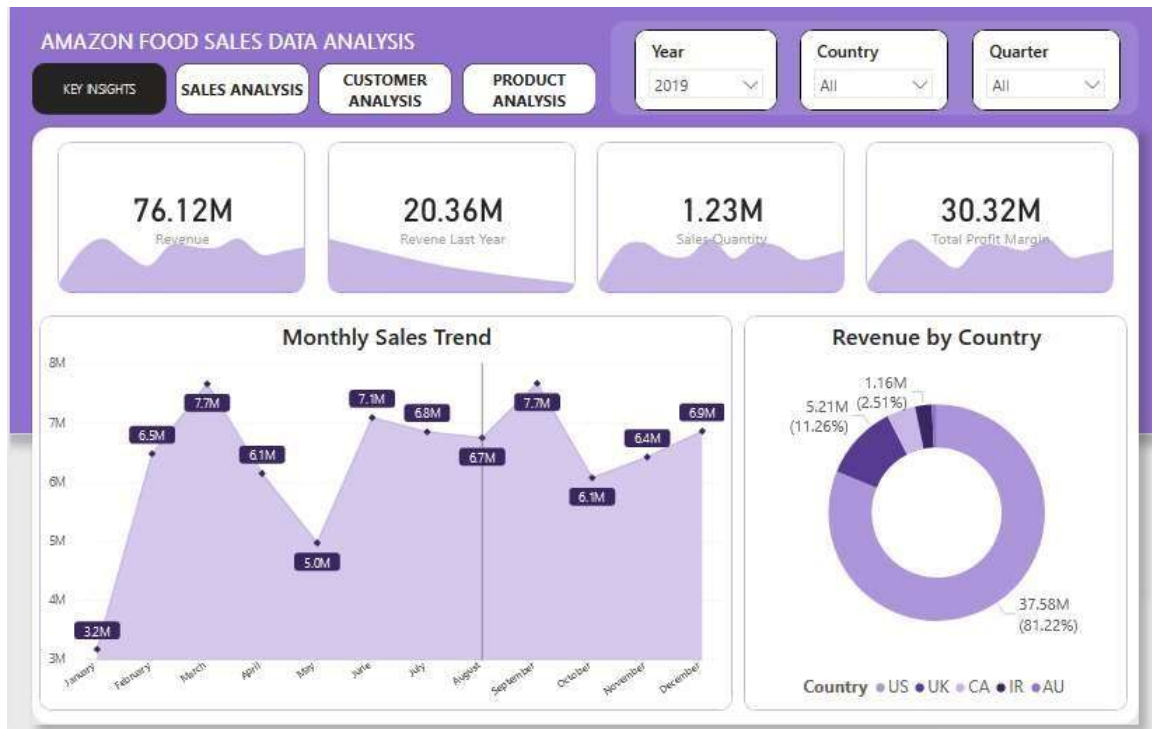 AMAZON FOOD SALES DATA ANALYSIS
KEY INSIGHTS
SALES ANALYSIS
CUSTOMER
ANALYSIS
PRODUCT
ANALYSIS
Year
2019
Country
All
Quarter
All
76.12M
Revenue
20.36M
Revene Last Year
1.23M
Sales Quantity
30.32M
Total Profit Margin
Monthly Sales Trend
8M
7M
6M
5M
4M
3M
3.2M
6.5M
7.7M
6.1M
5.0M
7.1M
6.8M
6.7M
7.7M
6.1M
6.4M
6.9M
January
February
March
April
May
June
July
August
September
October
November
December
Revenue by Country
1.16M
(2.51%)
5.21M
(11.26%)
37.58M
(81.22%)
Country US UK CA IR AU